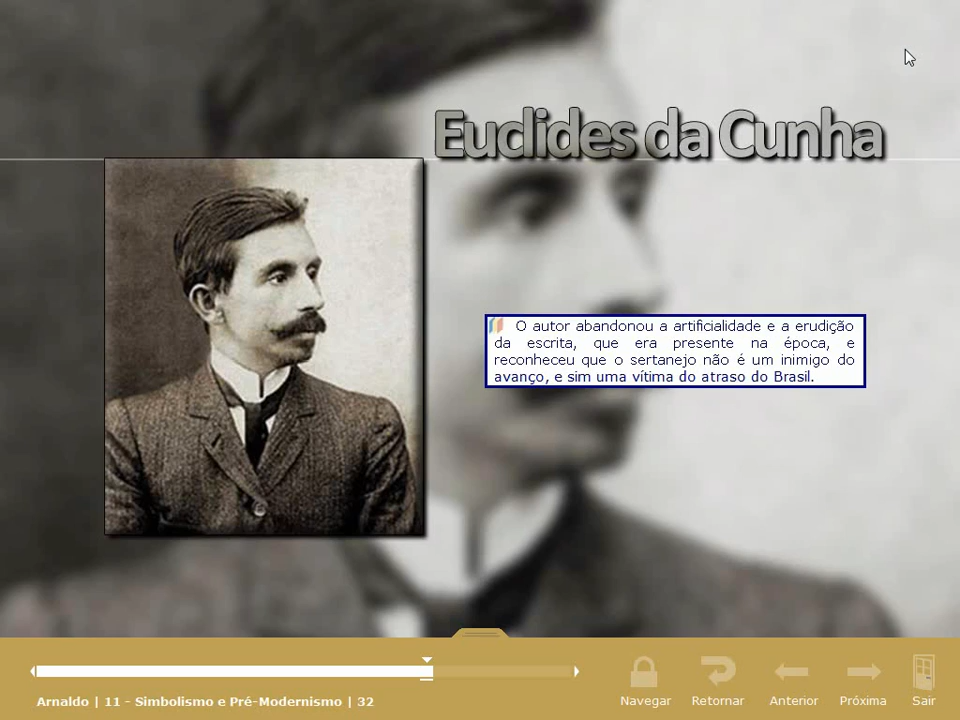 Euclides da Cunha
O autor abandonou a artificialidade e a erudição
da escrita, que era presente na época, e
reconheceu que o sertanejo não é um inimigo do
avanço, e sim uma vítima do atraso do Brasil.
Navegar
Retornar
Anterior
Próxima
Sair
Arnaldo | 11 - Simbolismo e Pré-Modernismo | 32